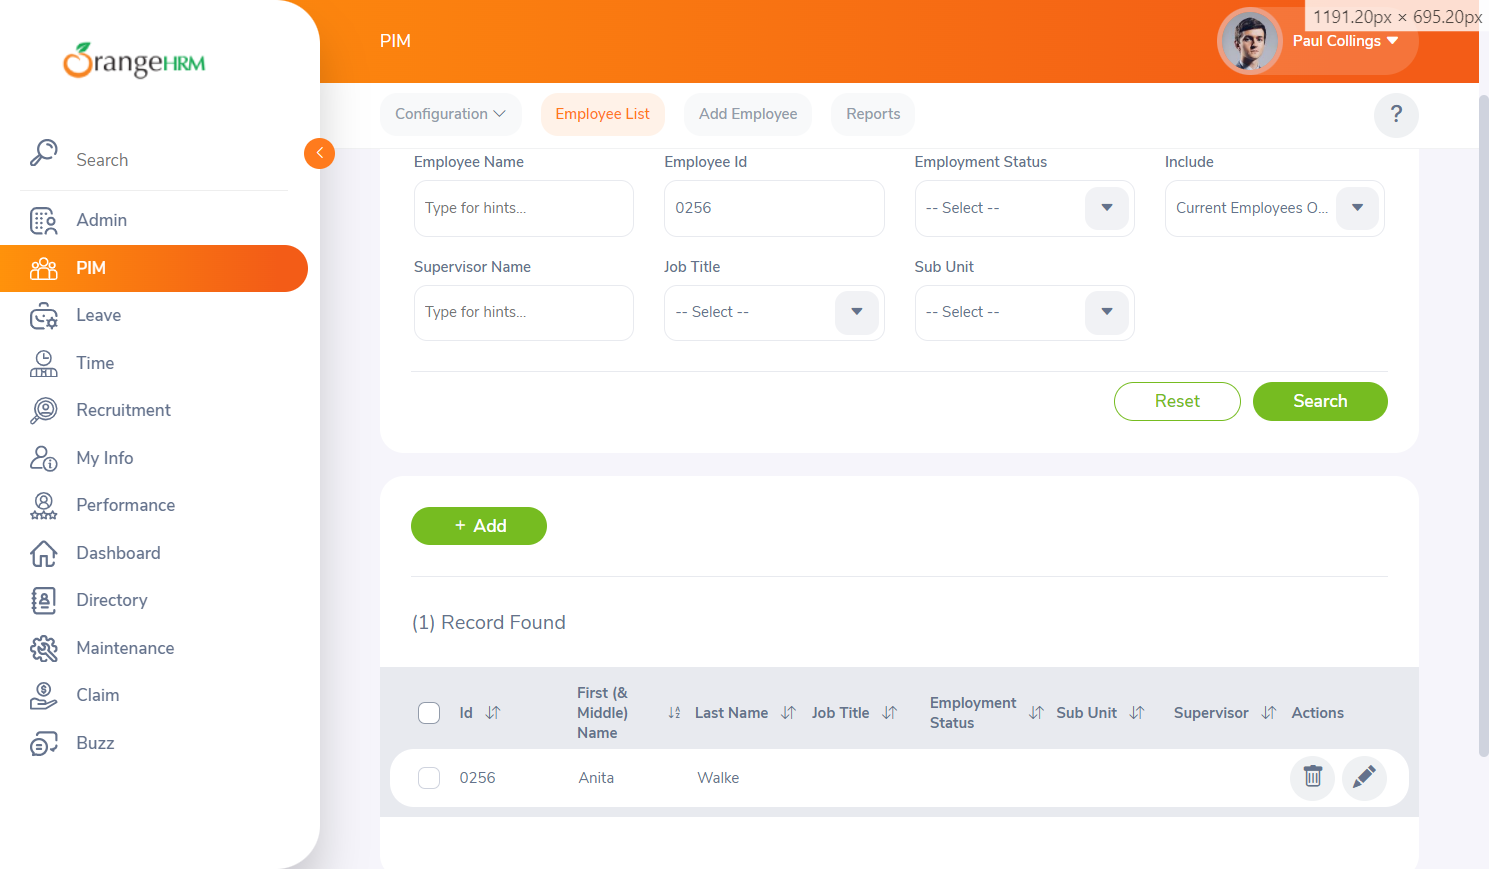 1191.20px × 695.20px
OrangeHRM
PIM
Paul Collings
Configuration
Employee List
Add Employee
Reports
?
Search
Admin
PIM
Leave
Time
Recruitment
My Info
Performance
Dashboard
Directory
Maintenance
Claim
Buzz
Employee Name
Employee Id
Employment Status
Include
Type for hints...
0256
-- Select --
Current Employees O...
Supervisor Name
Job Title
Sub Unit
Type for hints...
-- Select --
-- Select --
Reset
Search
+ Add
(1) Record Found
Id
First (& Middle) Name
Last Name
Job Title
Employment Status
Sub Unit
Supervisor
Actions
0256
Anita
Walke